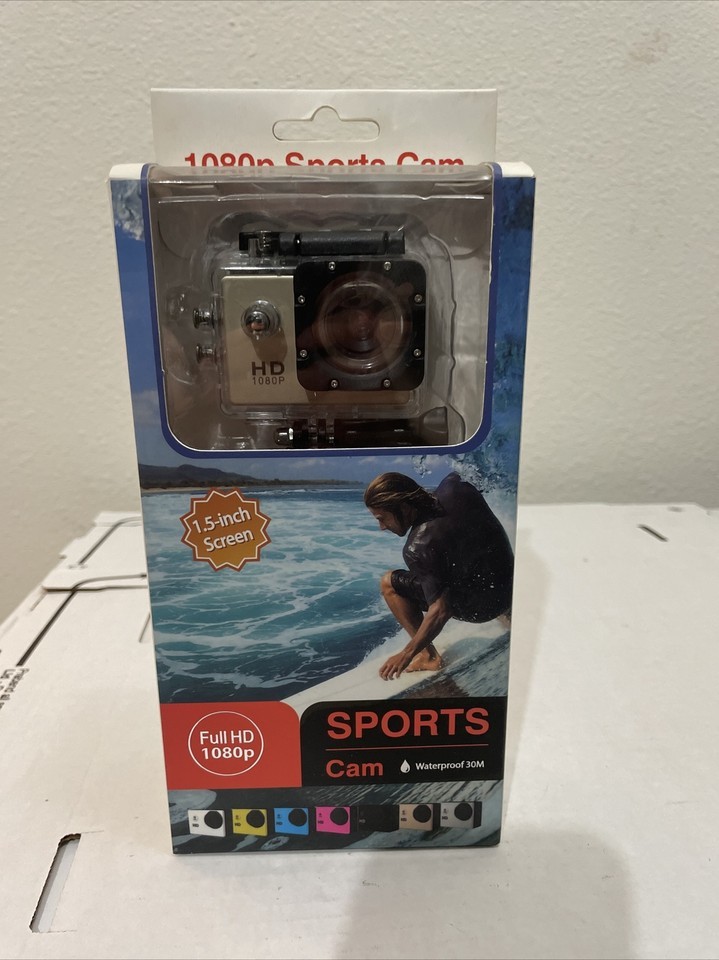 1080p Sports Cam
HD
1080P
1.5-inch
Screen
Full HD
1080p
SPORTS
Cam
Waterproof 30M